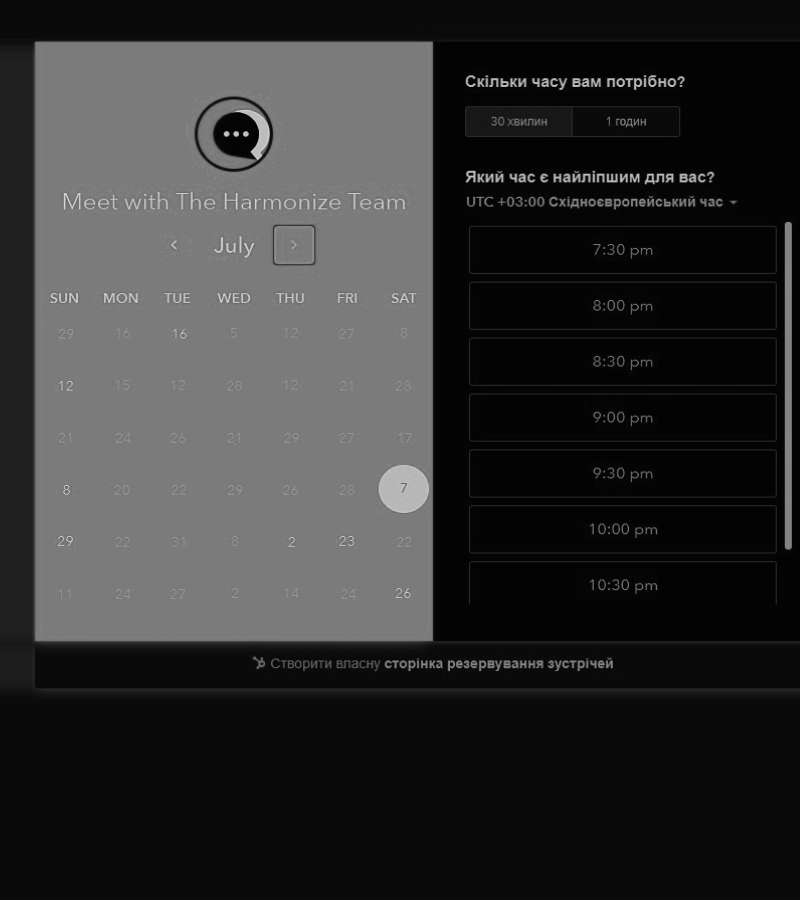 Meet with The Harmonize Team
July
SUN MON TUE WED THU FRI SAT
29 16 16 5 12 27 8
12 15 12 28 12 21 28
21 24 26 21 29 27 17
8 20 22 29 26 28 7
29 22 31 8 2 23 22
11 24 27 2 14 24 26
Скільки часу вам потрібно?
30 хвилин 1 годин
Який час є найліпшим для вас?
UTC +03:00 Східноєвропейський час
7:30 pm
8:00 pm
8:30 pm
9:00 pm
9:30 pm
10:00 pm
10:30 pm
Створити власну сторінка резервування зустрічей